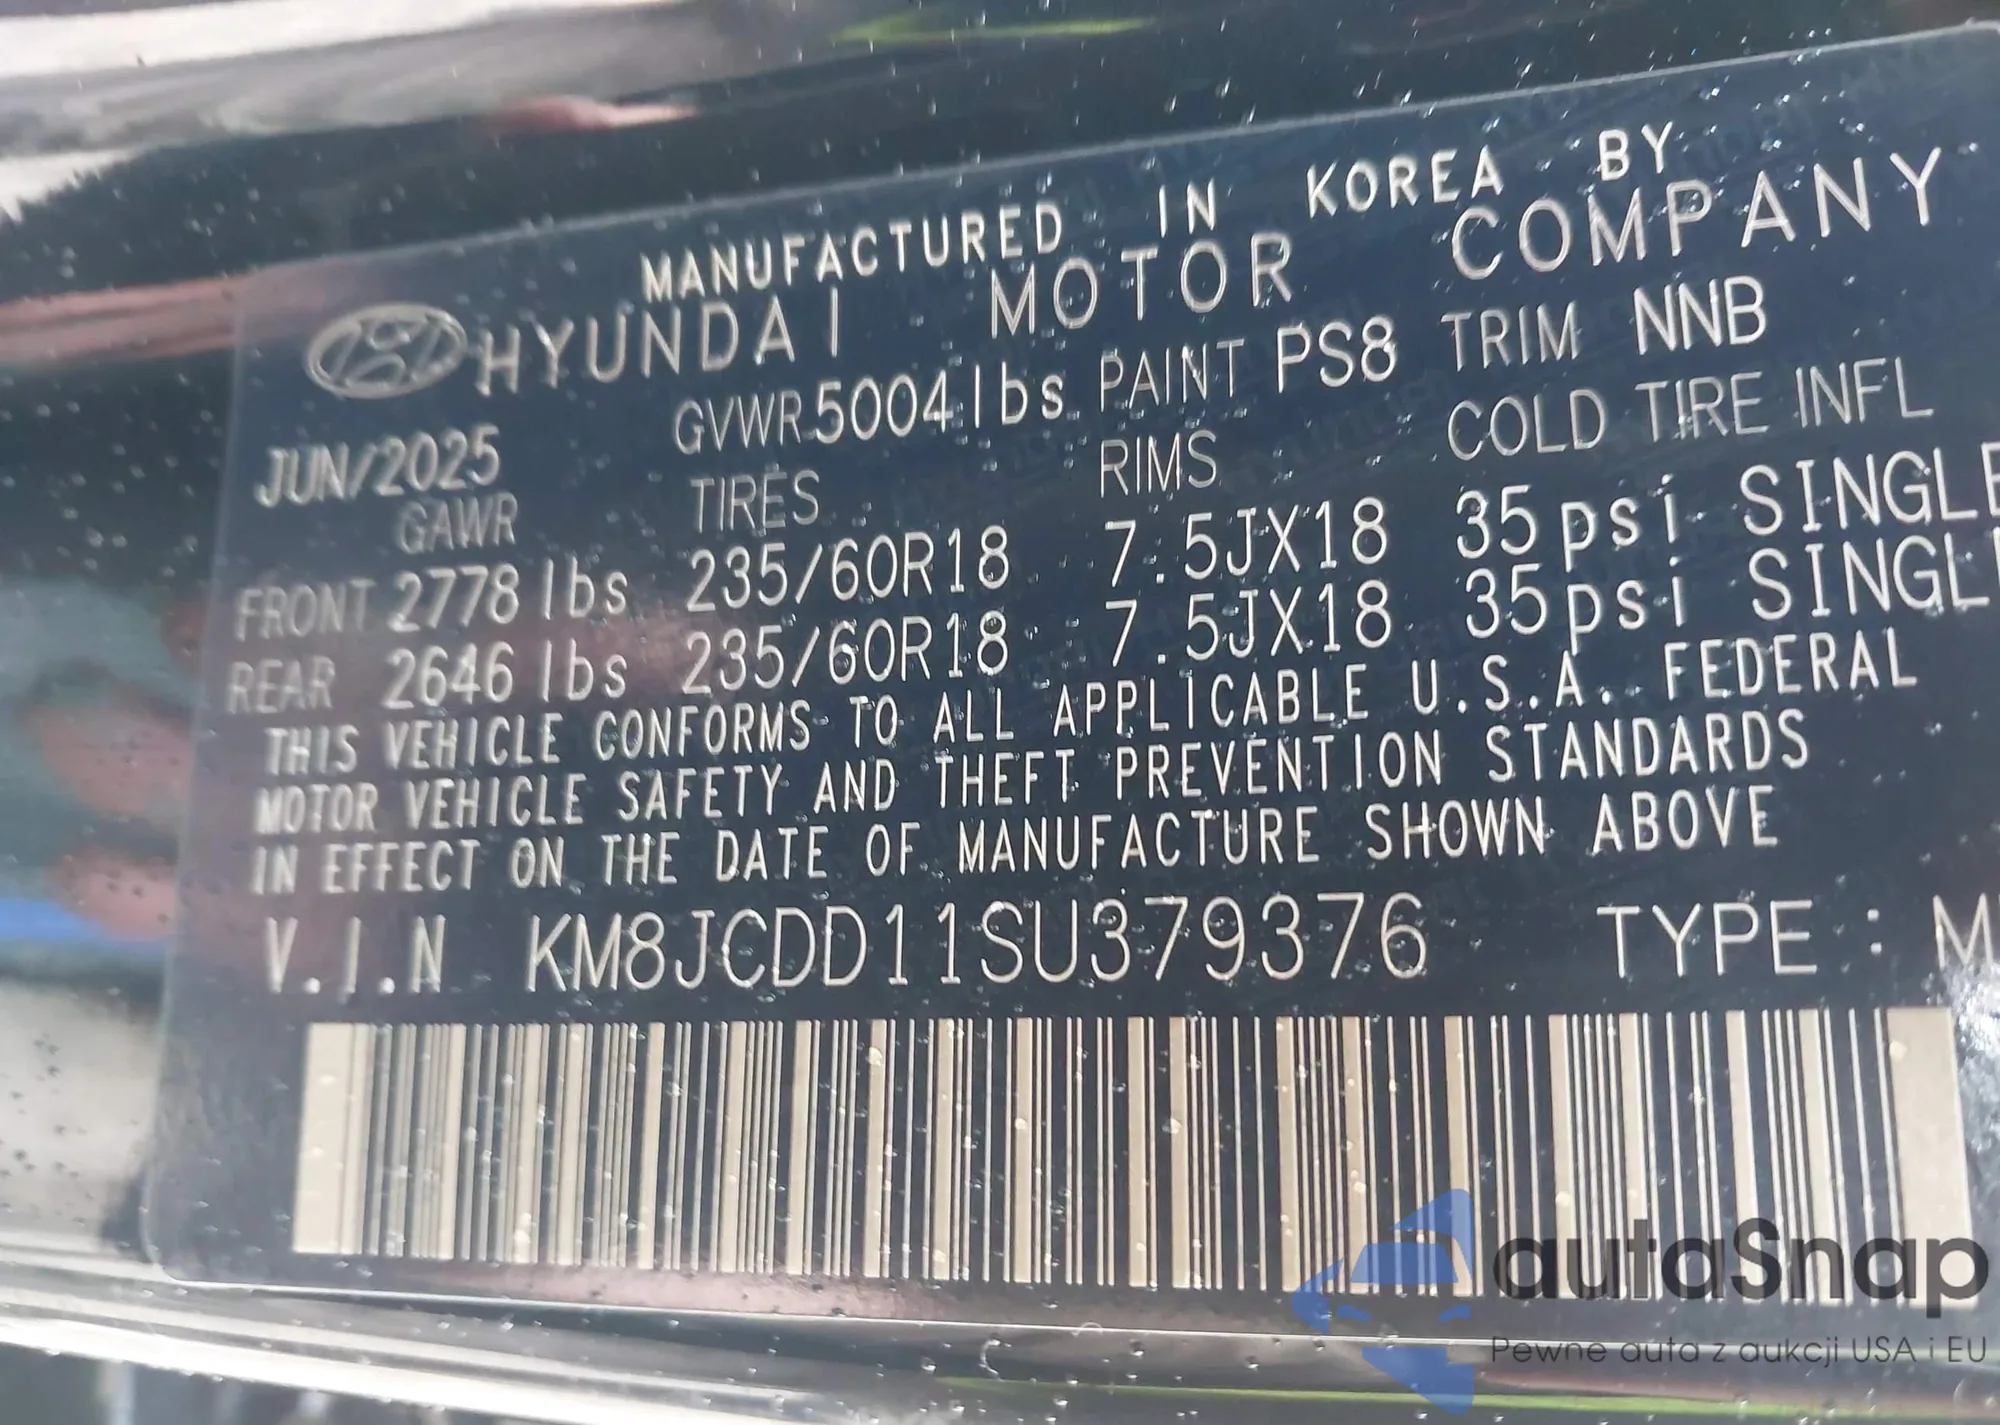 MANUFACTURED IN KOREA BY
HYUNDAI MOTOR COMPANY
JUN/2025 GVWR 5004 lbs PAINT PS8 TRIM NNB
GAWR TIRES RIMS COLD TIRE INFL
FRONT 2778 lbs 235/60R18 7.5JX18 35psi SINGLE
REAR 2646 lbs 235/60R18 7.5JX18 35psi SINGL
THIS VEHICLE CONFORMS TO ALL APPLICABLE U.S.A. FEDERAL
MOTOR VEHICLE SAFETY AND THEFT PREVENTION STANDARDS
IN EFFECT ON THE DATE OF MANUFACTURE SHOWN ABOVE
V.I.N KM8JCDD11SU379376 TYPE : M
autaSnap
Pewne auta z aukcji USA i EU